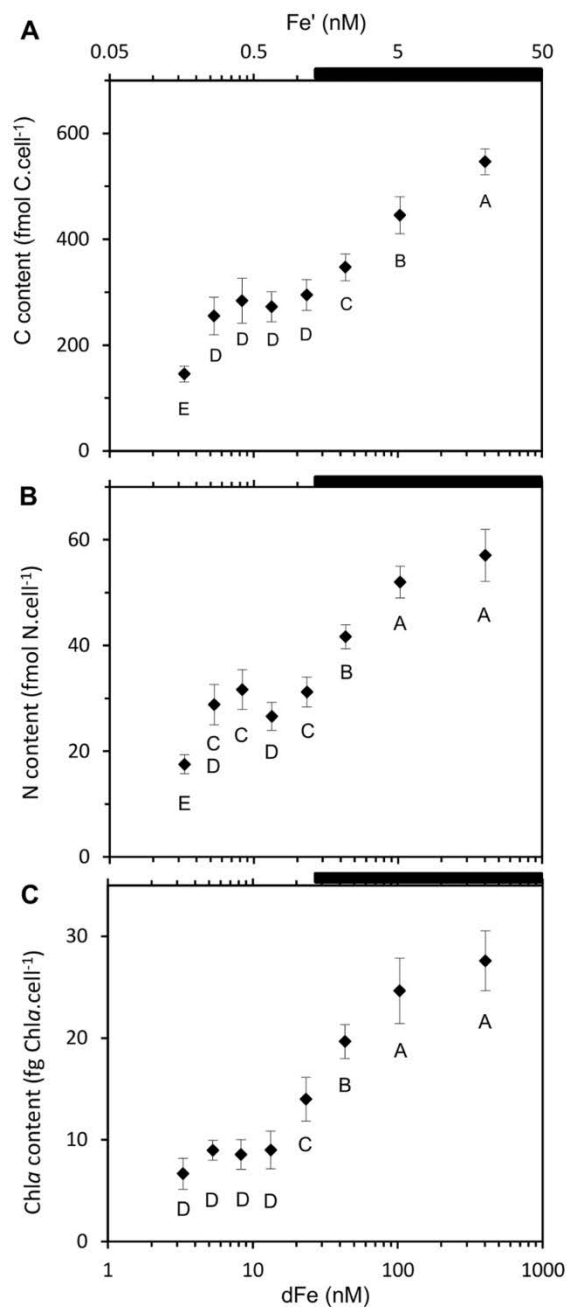 A
Fe' (nM)
0.05 0.5 5 50
C content (fmol C.cell⁻¹)
600
400
200
0
E D D D D C B A
B
N content (fmol N.cell⁻¹)
60
40
20
0
E C D C D C B A A
C
Chla content (fg Chla.cell⁻¹)
30
20
10
0
D D D D C B A A
1 10 100 1000
dFe (nM)